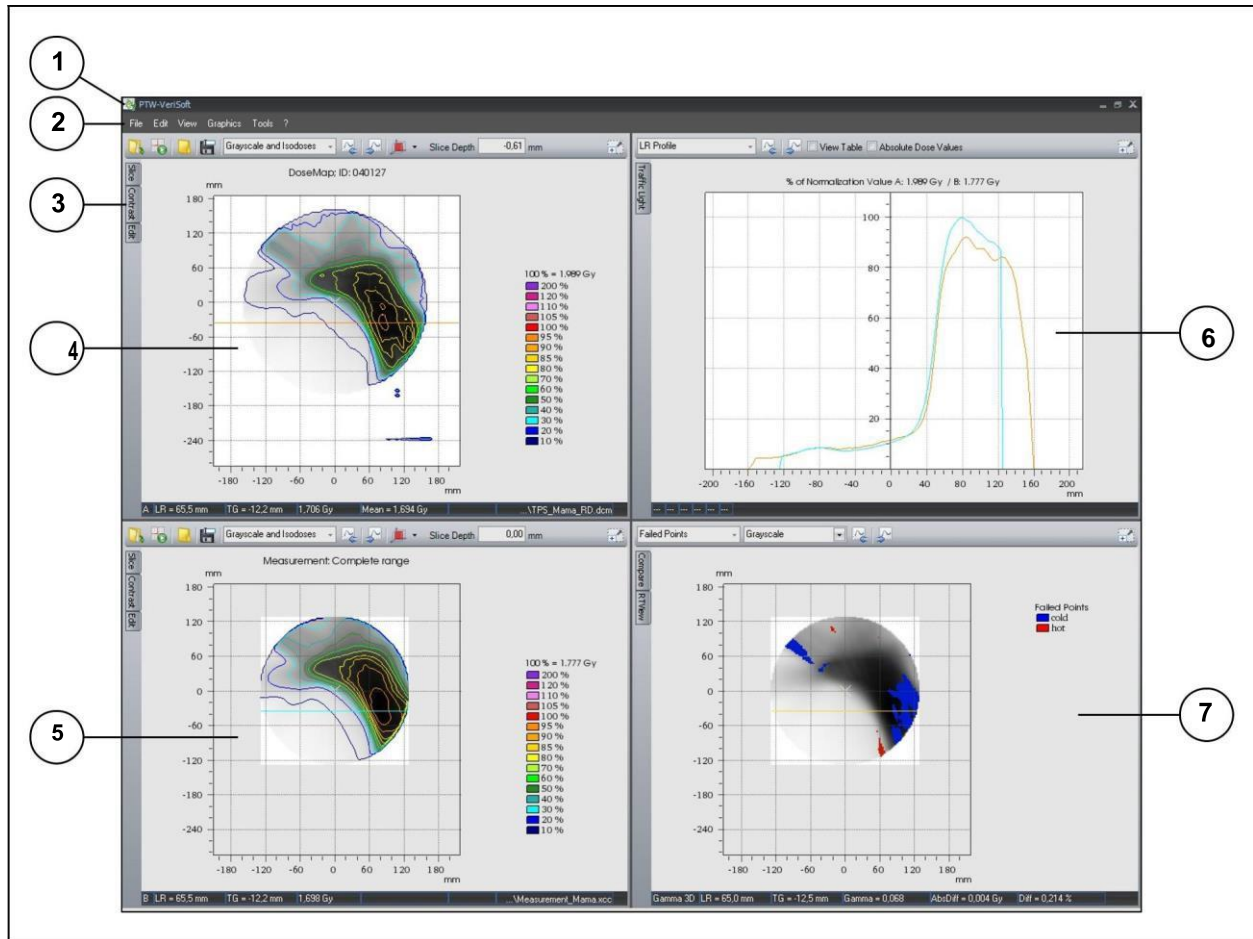 1
PTW-VeriSoft
2
File Edit View Graphics Tools ?
Grayscale and Isodoses Slice Depth -0,61 mm
LR Profile View Table Absolute Dose Values
3
Slice Contrast Edit
DoseMap; ID: 040127
mm
180
120
60
0
-60
-120
-180
-240
-180 -120 -60 0 60 120 180
mm
4
100 % = 1.989 Gy
200 %
120 %
110 %
105 %
100 %
95 %
90 %
85 %
80 %
70 %
60 %
50 %
40 %
30 %
20 %
10 %
A LR = 65,5 mm TG = -12,2 mm 1,706 Gy Mean = 1,694 Gy ...\TPS_Mama_RD.dcm
Traffic Light
% of Normalization Value A: 1.989 Gy / B: 1.777 Gy
100
80
60
40
20
-200 -160 -120 -80 -40 0 40 80 120 160 200
mm
6
--- --- --- --- --- ---
Grayscale and Isodoses Slice Depth 0,00 mm
Slice Contrast Edit
Measurement: Complete range
mm
180
120
60
0
-60
-120
-180
-240
-180 -120 -60 0 60 120 180
mm
5
100 % = 1.777 Gy
200 %
120 %
110 %
105 %
100 %
95 %
90 %
85 %
80 %
70 %
60 %
50 %
40 %
30 %
20 %
10 %
B LR = 65,5 mm TG = -12,2 mm 1,698 Gy ...\Measurement_Mama.xcc
Failed Points Grayscale
Compare RTView
mm
180
120
60
0
-60
-120
-180
-240
-180 -120 -60 0 60 120 180
mm
Failed Points
cold
hot
7
Gamma 3D LR = 65,0 mm TG = -12,5 mm Gamma = 0,068 AbsDiff = 0,004 Gy Diff = 0,214 %